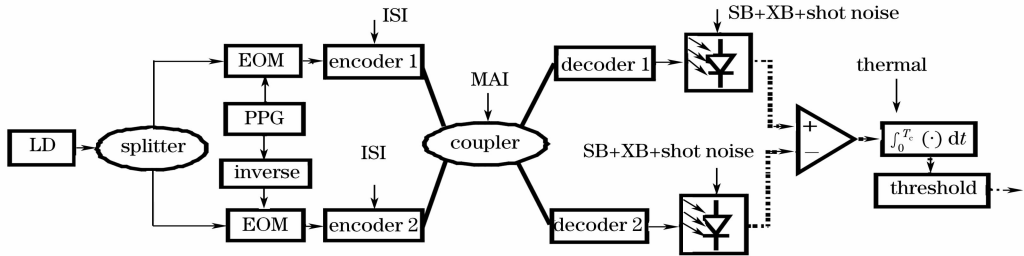 ISI
SB+XB+shot noise
EOM
encoder 1
decoder 1
MAI
thermal
PPG
LD
splitter
coupler
+
−
∫₀^{T_c} (·) dt
ISI
SB+XB+shot noise
inverse
threshold
EOM
encoder 2
decoder 2